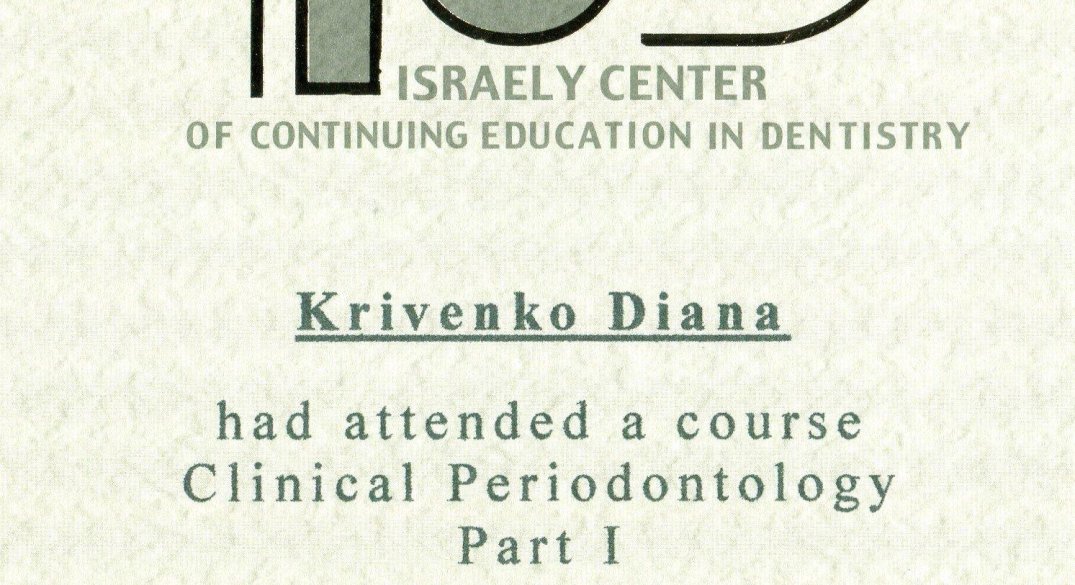 ISRAELY CENTER
OF CONTINUING EDUCATION IN DENTISTRY
Krivenko Diana
had attended a course
Clinical Periodontology
Part I